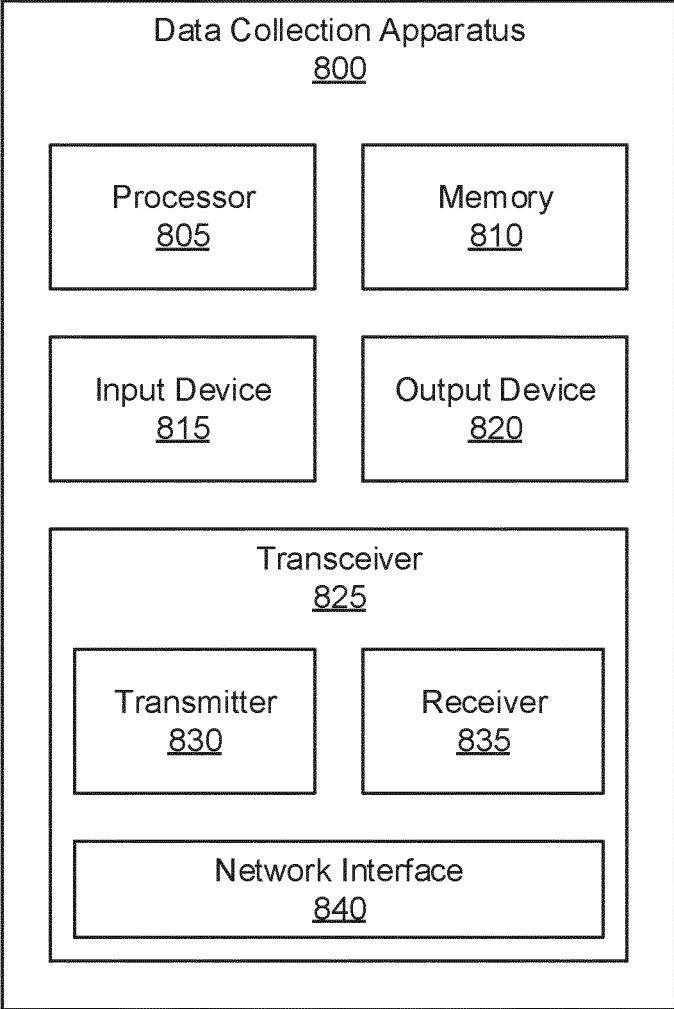 Data Collection Apparatus
800
Processor
805
Memory
810
Input Device
815
Output Device
820
Transceiver
825
Transmitter
830
Receiver
835
Network Interface
840